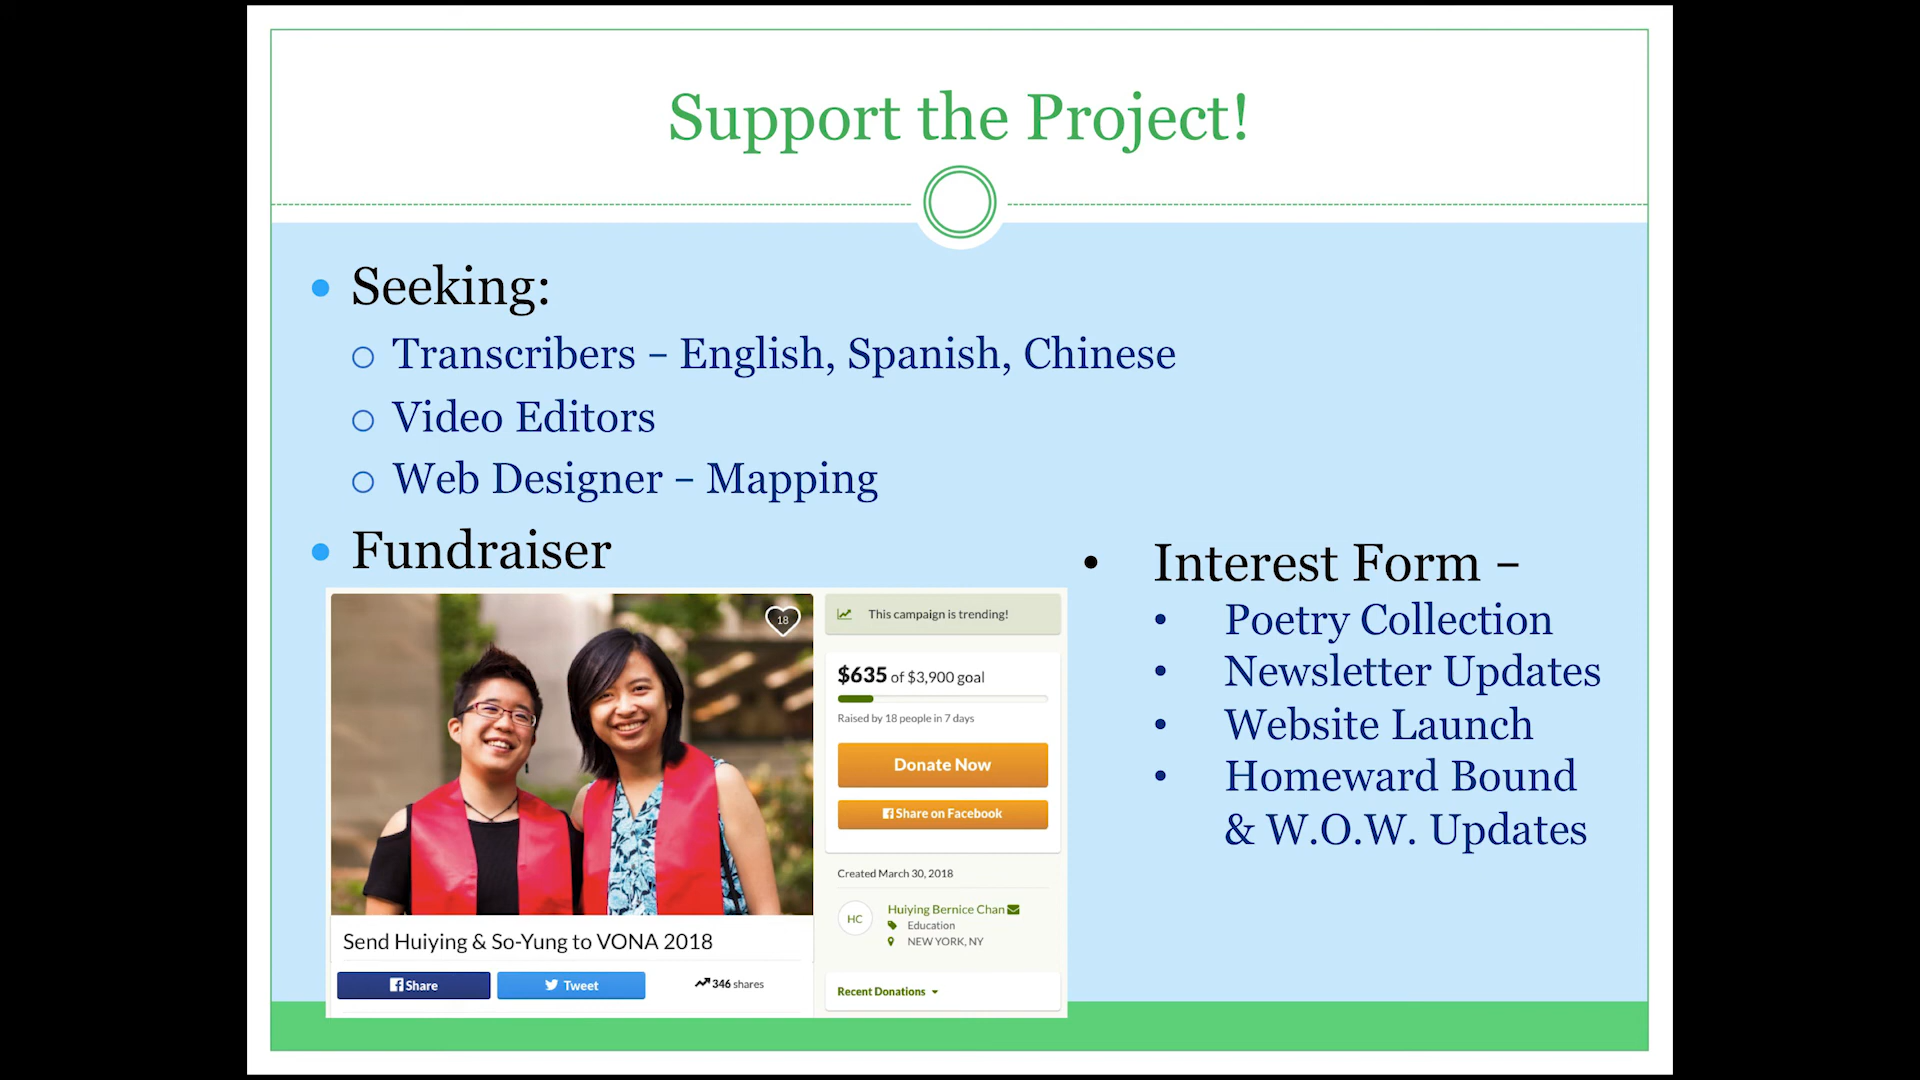 Support the Project!
Seeking:
Transcribers – English, Spanish, Chinese
Video Editors
Web Designer – Mapping
Fundraiser
18
Send Huiying & So-Yung to VONA 2018
Share
Tweet
346 shares
This campaign is trending!
$635 of $3,900 goal
Raised by 18 people in 7 days
Donate Now
Share on Facebook
Created March 30, 2018
HC
Huiying Bernice Chan
Education
NEW YORK, NY
Recent Donations
Interest Form –
Poetry Collection
Newsletter Updates
Website Launch
Homeward Bound
& W.O.W. Updates